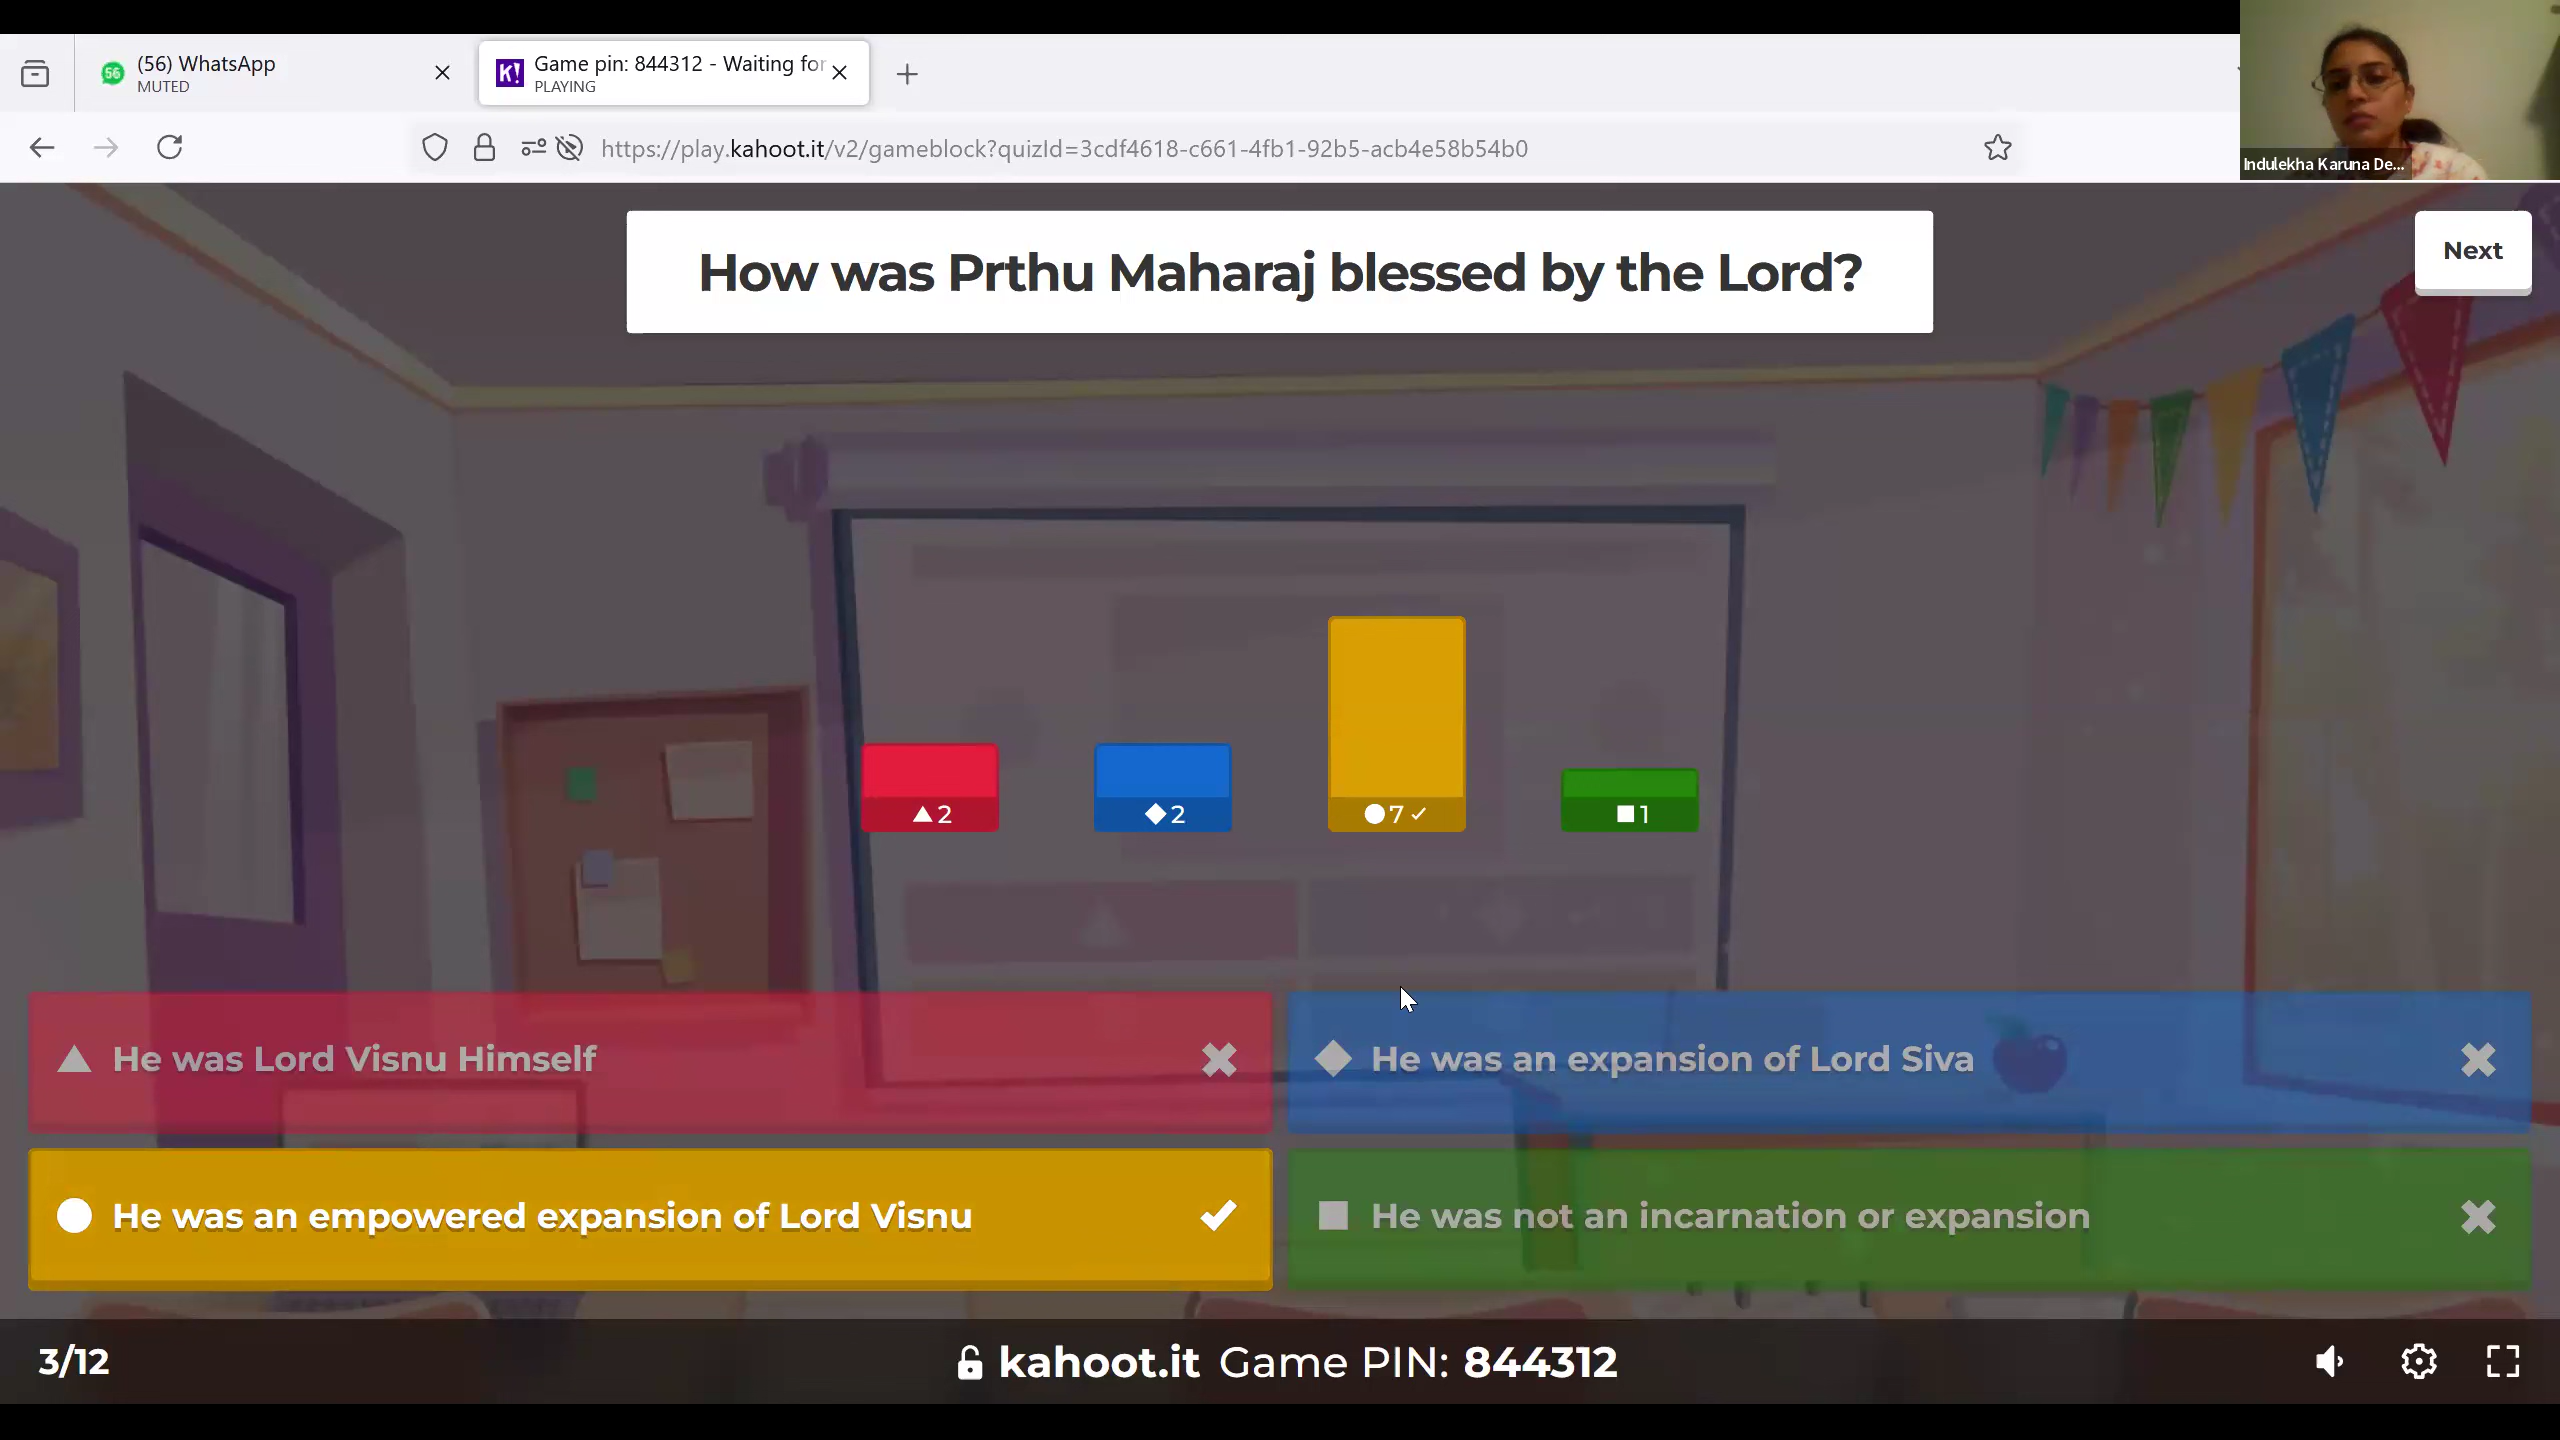 (56) WhatsApp
MUTED
56
K!
Game pin: 844312 - Waiting for
PLAYING
https://play.kahoot.it/v2/gameblock?quizId=3cdf4618-c661-4fb1-92b5-acb4e58b54b0
Indulekha Karuna De...
How was Prthu Maharaj blessed by the Lord?
Next
2
2
7
1
He was Lord Visnu Himself
He was an expansion of Lord Siva
He was an empowered expansion of Lord Visnu
He was not an incarnation or expansion
3/12
kahoot.it Game PIN: 844312